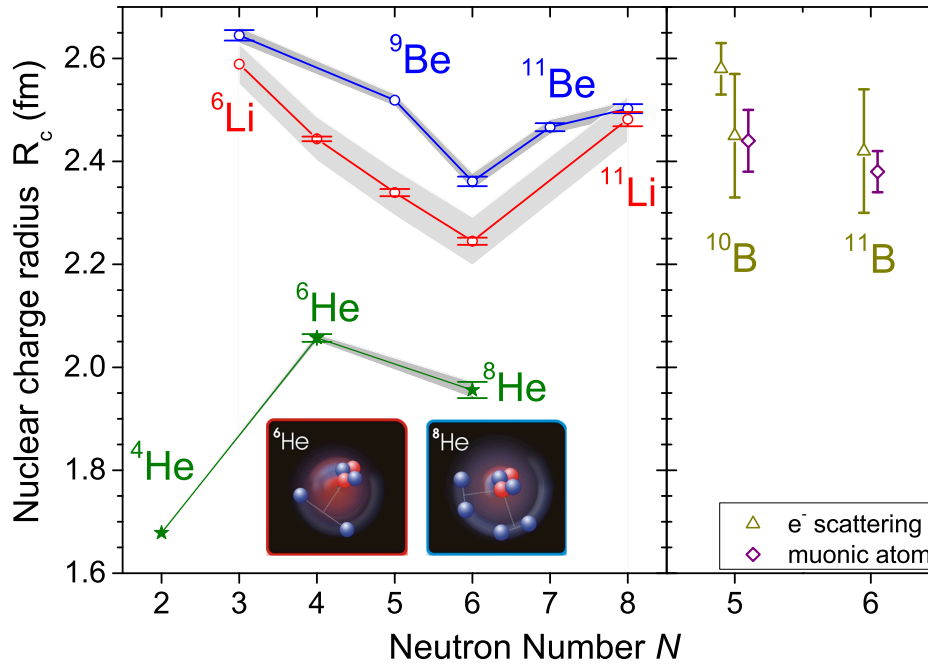 Nuclear charge radius R_c (fm)
2.6
2.4
2.2
2.0
1.8
1.6
⁹Be
¹¹Be
⁶Li
¹¹Li
⁶He
⁸He
⁴He
⁶He
⁸He
¹⁰B
¹¹B
e⁻ scattering
muonic atom
2 3 4 5 6 7 8 5 6
Neutron Number N